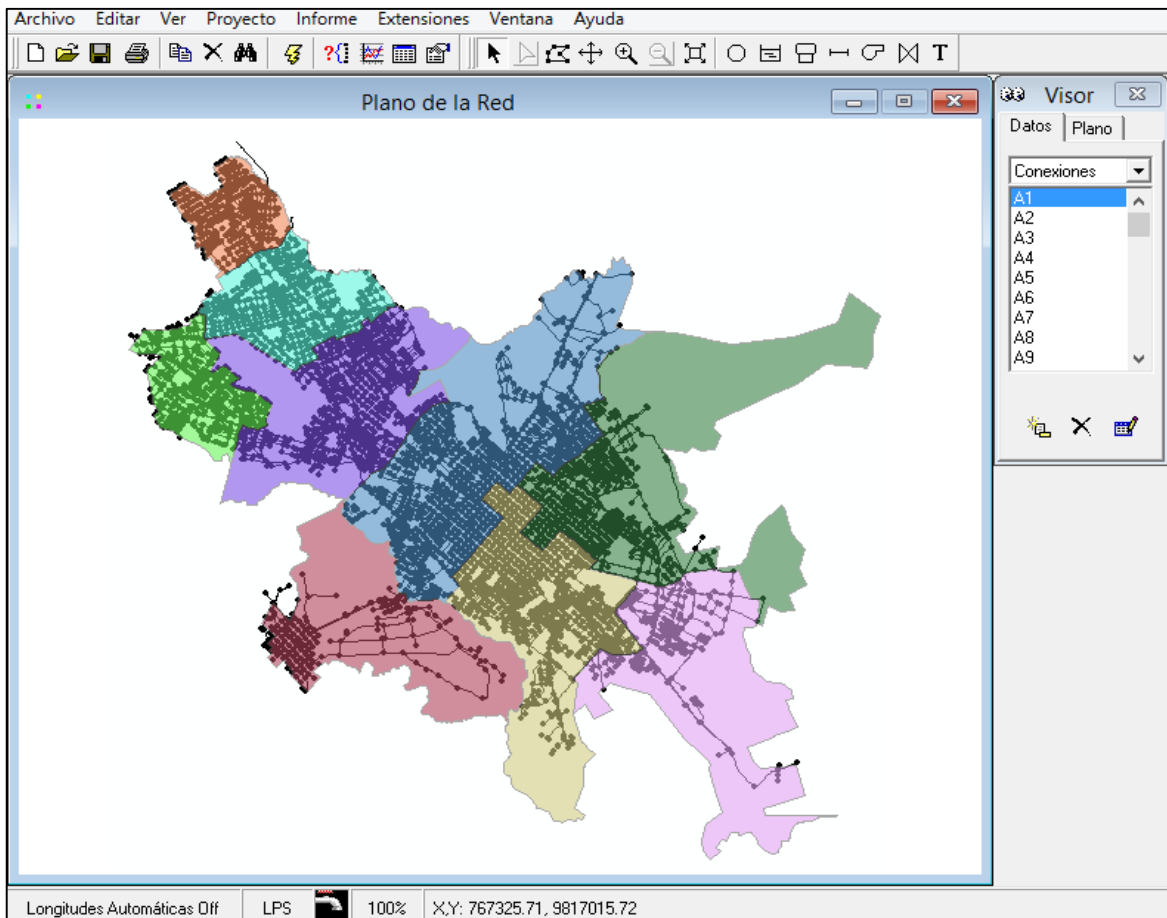 Archivo Editar Ver Proyecto Informe Extensiones Ventana Ayuda
T
Plano de la Red
Visor
Datos Plano
Conexiones
A1
A2
A3
A4
A5
A6
A7
A8
A9
Longitudes Automáticas Off LPS 100% X,Y: 767325.71, 9817015.72